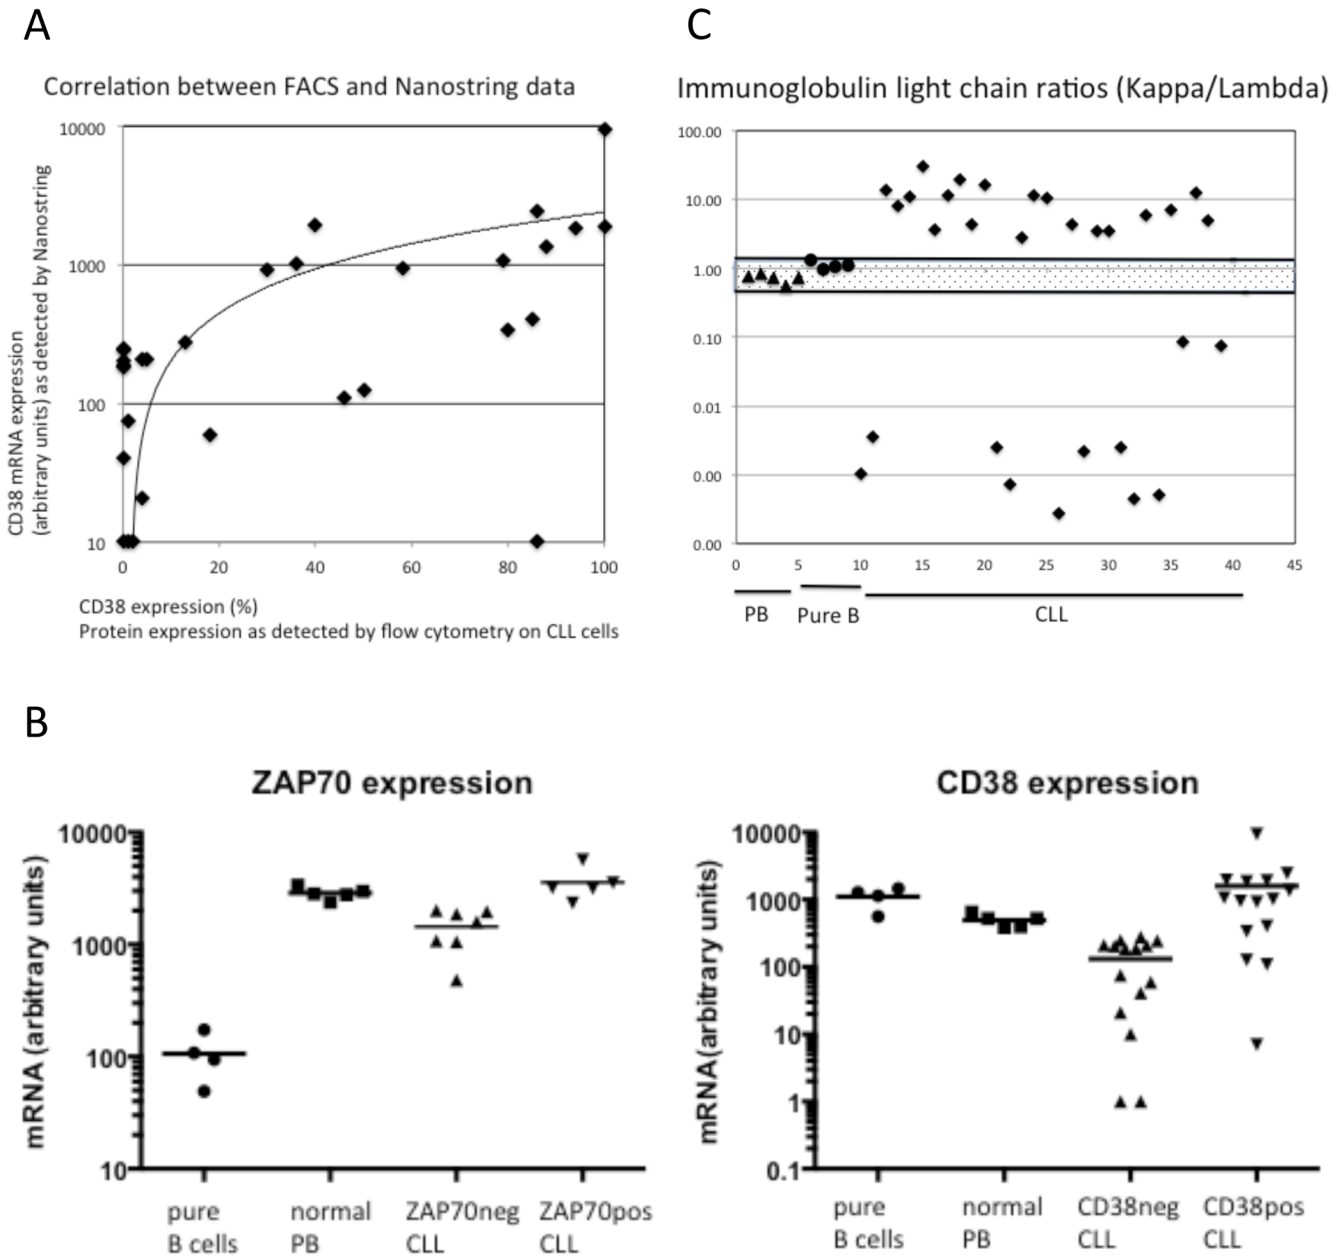 A
Correlation between FACS and Nanostring data
CD38 mRNA expression
(arbitrary units) as detected by Nanostring
10000
1000
100
10
0 20 40 60 80 100
CD38 expression (%)
Protein expression as detected by flow cytometry on CLL cells
C
Immunoglobulin light chain ratios (Kappa/Lambda)
100.00
10.00
1.00
0.10
0.01
0.00
0.00
0 5 10 15 20 25 30 35 40 45
PB Pure B CLL
B
ZAP70 expression
mRNA (arbitrary units)
10000
1000
100
10
pure normal ZAP70neg ZAP70pos
B cells PB CLL CLL
CD38 expression
mRNA(arbitrary units)
10000
1000
100
10
1
0.1
pure normal CD38neg CD38pos
B cells PB CLL CLL